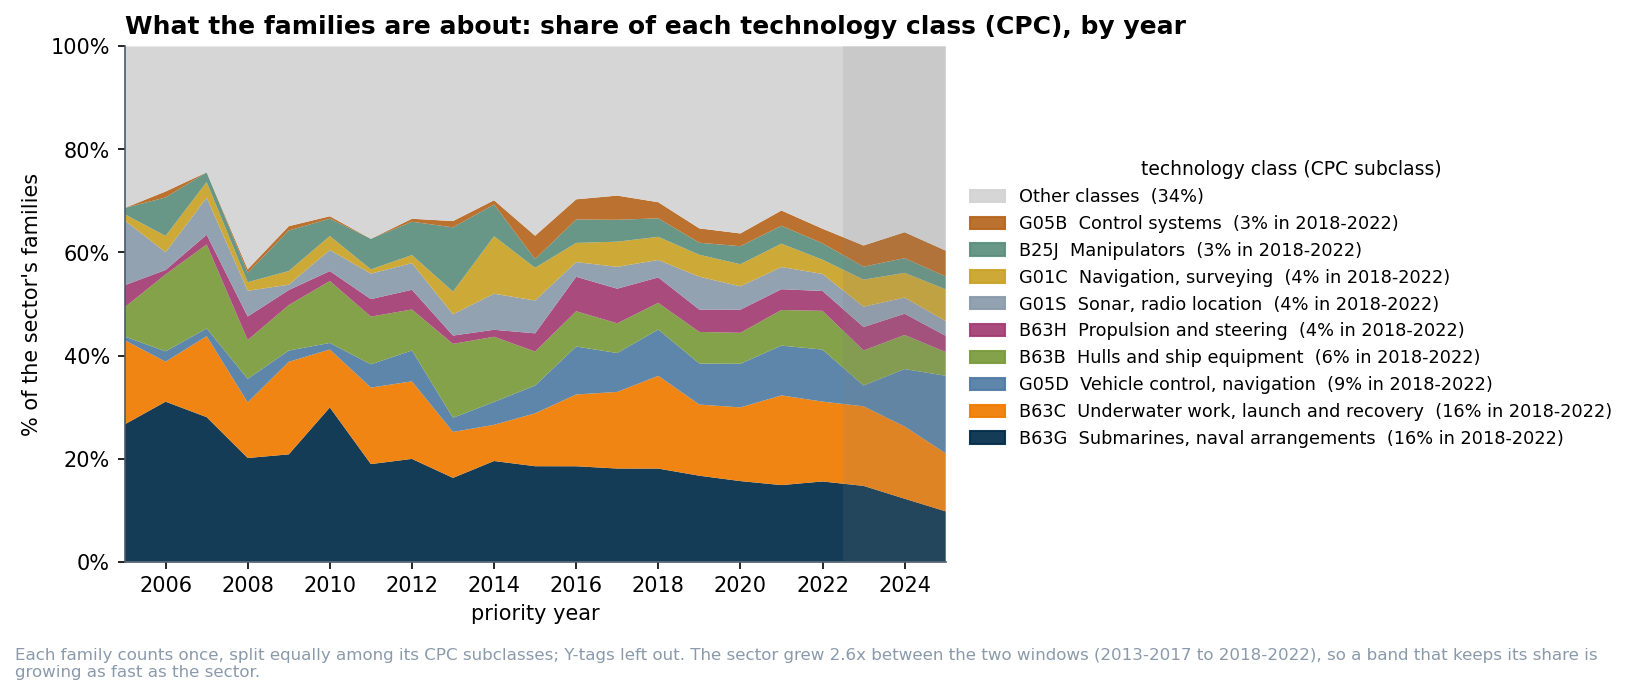 What the families are about: share of each technology class (CPC), by year
100%
80%
60%
40%
20%
0%
% of the sector's families
2006 2008 2010 2012 2014 2016 2018 2020 2022 2024
priority year
technology class (CPC subclass)
Other classes (34%)
G05B Control systems (3% in 2018-2022)
B25J Manipulators (3% in 2018-2022)
G01C Navigation, surveying (4% in 2018-2022)
G01S Sonar, radio location (4% in 2018-2022)
B63H Propulsion and steering (4% in 2018-2022)
B63B Hulls and ship equipment (6% in 2018-2022)
G05D Vehicle control, navigation (9% in 2018-2022)
B63C Underwater work, launch and recovery (16% in 2018-2022)
B63G Submarines, naval arrangements (16% in 2018-2022)
Each family counts once, split equally among its CPC subclasses; Y-tags left out. The sector grew 2.6x between the two windows (2013-2017 to 2018-2022), so a band that keeps its share is
growing as fast as the sector.